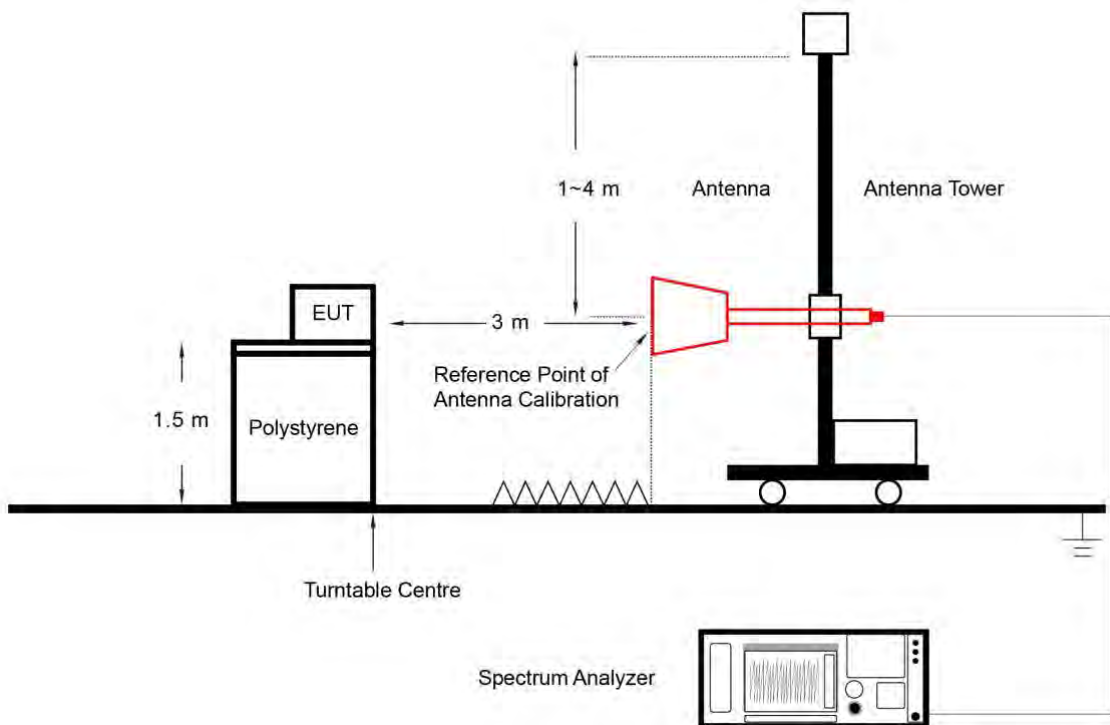 1~4 m
Antenna
Antenna Tower
EUT
3 m
Reference Point of
Antenna Calibration
1.5 m
Polystyrene
Turntable Centre
Spectrum Analyzer